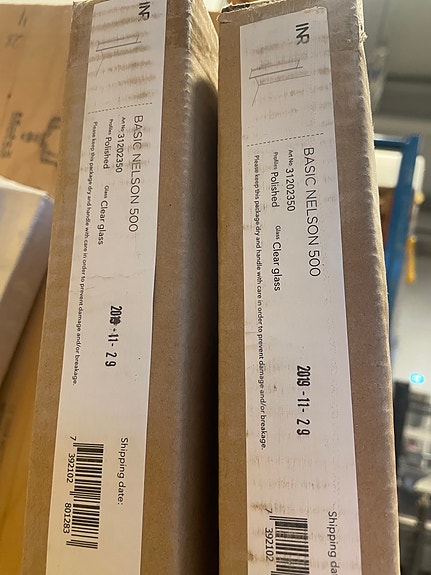 INR
BASIC NELSON 500
Art No 31202350
Profiles Polished Glass Clear glass
Please keep this package dry and handle with care in order to prevent damage and/or breakage.
2019 -11- 29
Shipping date:
7 392102 801283
INR
BASIC NELSON 500
Art No 31202350
Profiles Polished Glass Clear glass
Please keep this package dry and handle with care in order to prevent damage and/or breakage.
2019 -11- 29
Shipping da
7 392102